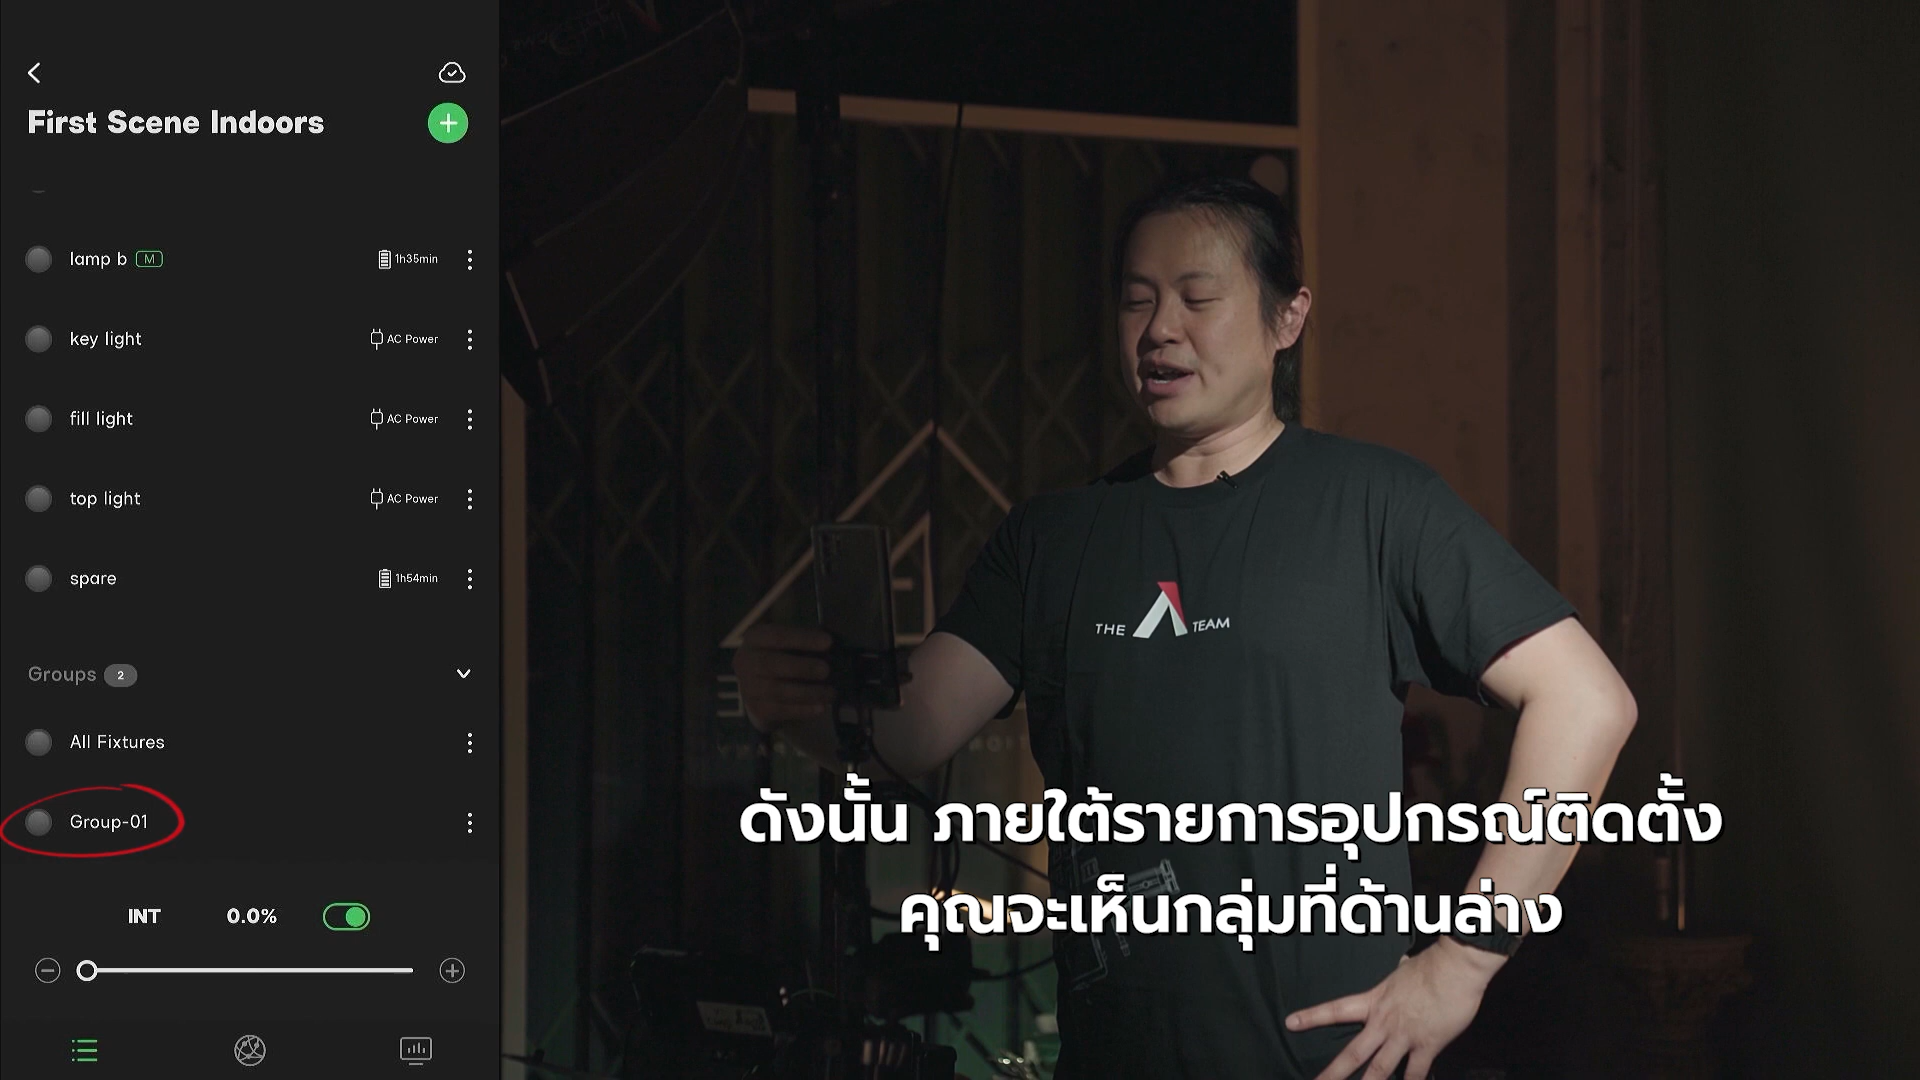 First Scene Indoors
lamp b M 1h35min
key light AC Power
fill light AC Power
top light AC Power
spare 1h54min
Groups 2
All Fixtures
Group-01
INT 0.0%
THE A TEAM
ดังนั้น ภายใต้รายการอุปกรณ์ติดตั้ง
คุณจะเห็นกลุ่มที่ด้านล่าง